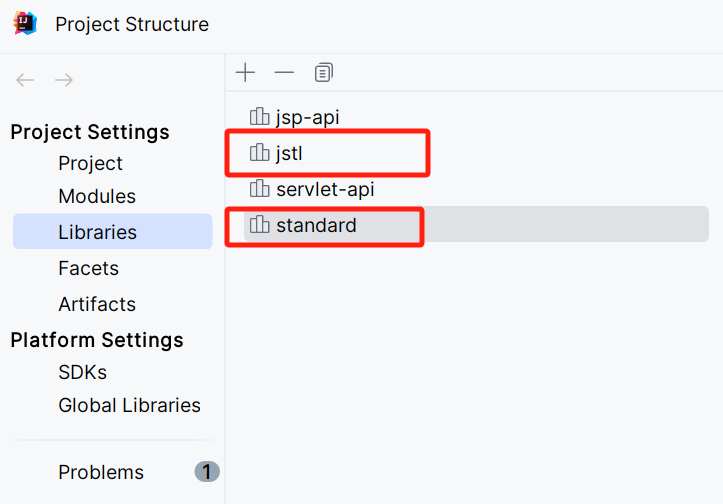 Project Structure
Project Settings
Project
Modules
Libraries
Facets
Artifacts
Platform Settings
SDKs
Global Libraries
Problems 1
jsp-api
jstl
servlet-api
standard